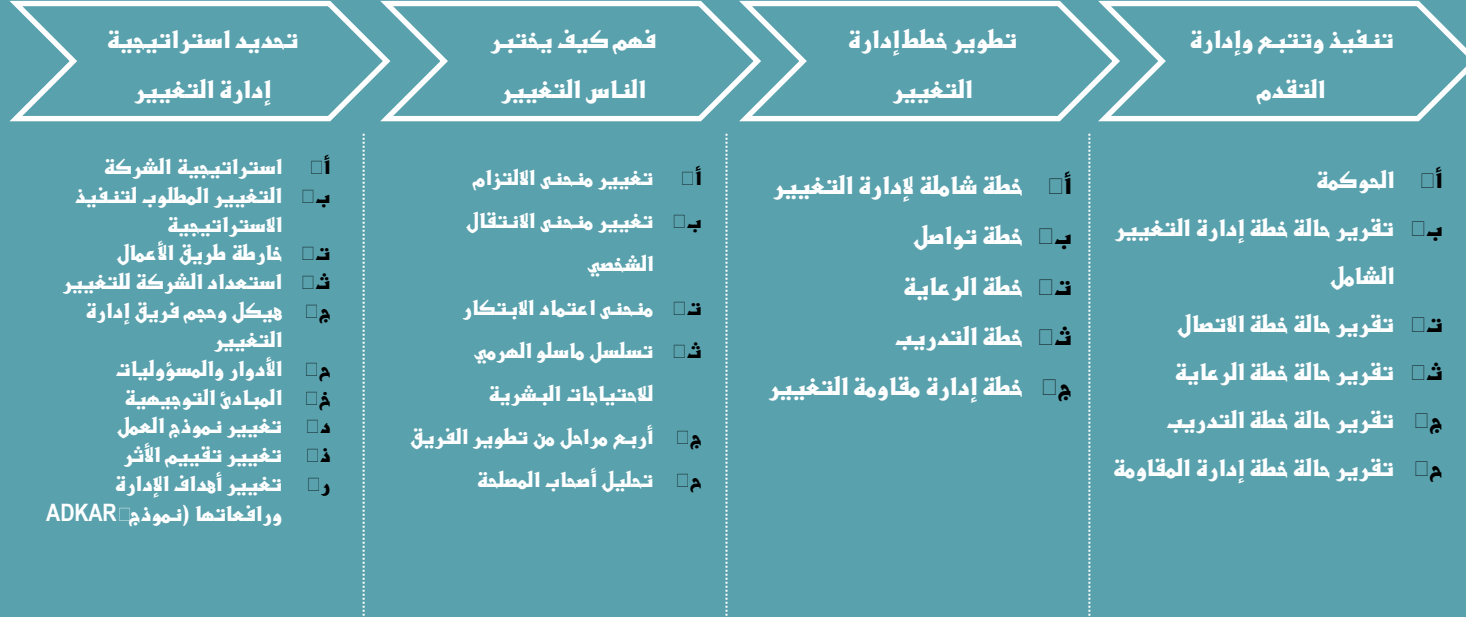 تحديد استراتيجية
إدارة التغيير
أ استراتيجية الشركة
ب التغيير المطلوب لتنفيذ
الاستراتيجية
ت خارطة طريق الأعمال
ث استعداد الشركة للتغيير
ج هيكل وحجم فريق إدارة
التغيير
ح الأدوار والمسؤوليات
خ المبادئ التوجيهية
د تغيير نموذج العمل
ذ تغيير تقييم الأثر
ر تغيير أهداف الإدارة
ورافعاتها (نموذج ADKAR
فهم كيف يختبر
الناس التغيير
أ تغيير منحنى الالتزام
ب تغيير منحنى الانتقال
الشخصي
ت منحنى اعتماد الابتكار
ث تسلسل ماسلو الهرمي
للاحتياجات البشرية
ج أربع مراحل من تطوير الفريق
ح تحليل أصحاب المصلحة
تطوير خطط إدارة
التغيير
أ خطة شاملة لإدارة التغيير
ب خطة تواصل
ت خطة الرعاية
ث خطة التدريب
ج خطة إدارة مقاومة التغيير
تنفيذ وتتبع وإدارة
التقدم
أ الحوكمة
ب تقرير حالة خطة إدارة التغيير
الشامل
ت تقرير حالة خطة الاتصال
ث تقرير حالة خطة الرعاية
ج تقرير حالة خطة التدريب
ح تقرير حالة خطة إدارة المقاومة